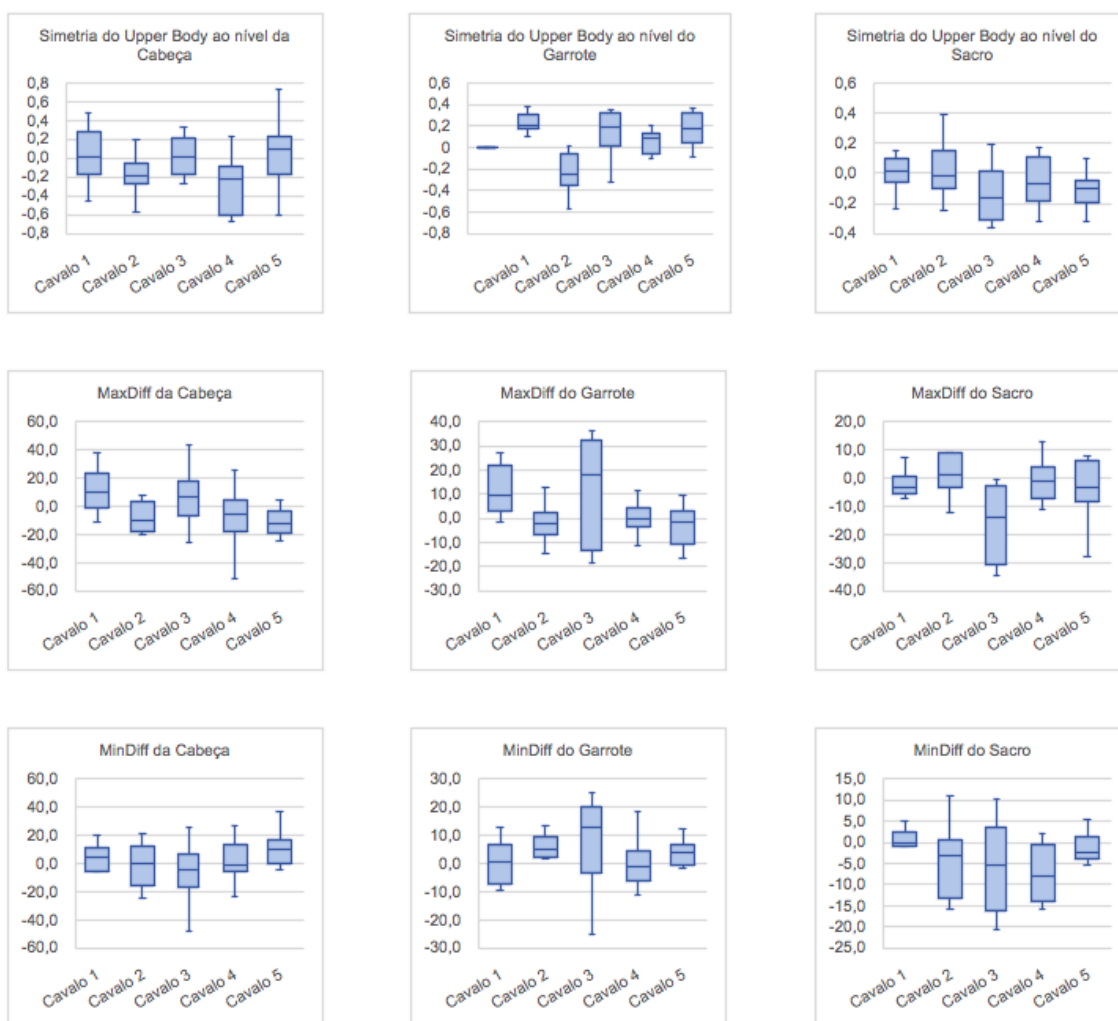 Simetria do Upper Body ao nível da
Cabeça
0,8
0,6
0,4
0,2
0,0
-0,2
-0,4
-0,6
-0,8
Cavalo 1
Cavalo 2
Cavalo 3
Cavalo 4
Cavalo 5
Simetria do Upper Body ao nível do
Garrote
0,6
0,4
0,2
0
-0,2
-0,4
-0,6
-0,8
Cavalo 1
Cavalo 2
Cavalo 3
Cavalo 4
Cavalo 5
Simetria do Upper Body ao nível do
Sacro
0,6
0,4
0,2
0,0
-0,2
-0,4
Cavalo 1
Cavalo 2
Cavalo 3
Cavalo 4
Cavalo 5
MaxDiff da Cabeça
60,0
40,0
20,0
0,0
-20,0
-40,0
-60,0
Cavalo 1
Cavalo 2
Cavalo 3
Cavalo 4
Cavalo 5
MaxDiff do Garrote
40,0
30,0
20,0
10,0
0,0
-10,0
-20,0
-30,0
Cavalo 1
Cavalo 2
Cavalo 3
Cavalo 4
Cavalo 5
MaxDiff do Sacro
20,0
10,0
0,0
-10,0
-20,0
-30,0
-40,0
Cavalo 1
Cavalo 2
Cavalo 3
Cavalo 4
Cavalo 5
MinDiff da Cabeça
60,0
40,0
20,0
0,0
-20,0
-40,0
-60,0
Cavalo 1
Cavalo 2
Cavalo 3
Cavalo 4
Cavalo 5
MinDiff do Garrote
30,0
20,0
10,0
0,0
-10,0
-20,0
-30,0
Cavalo 1
Cavalo 2
Cavalo 3
Cavalo 4
Cavalo 5
MinDiff do Sacro
15,0
10,0
5,0
0,0
-5,0
-10,0
-15,0
-20,0
-25,0
Cavalo 1
Cavalo 2
Cavalo 3
Cavalo 4
Cavalo 5